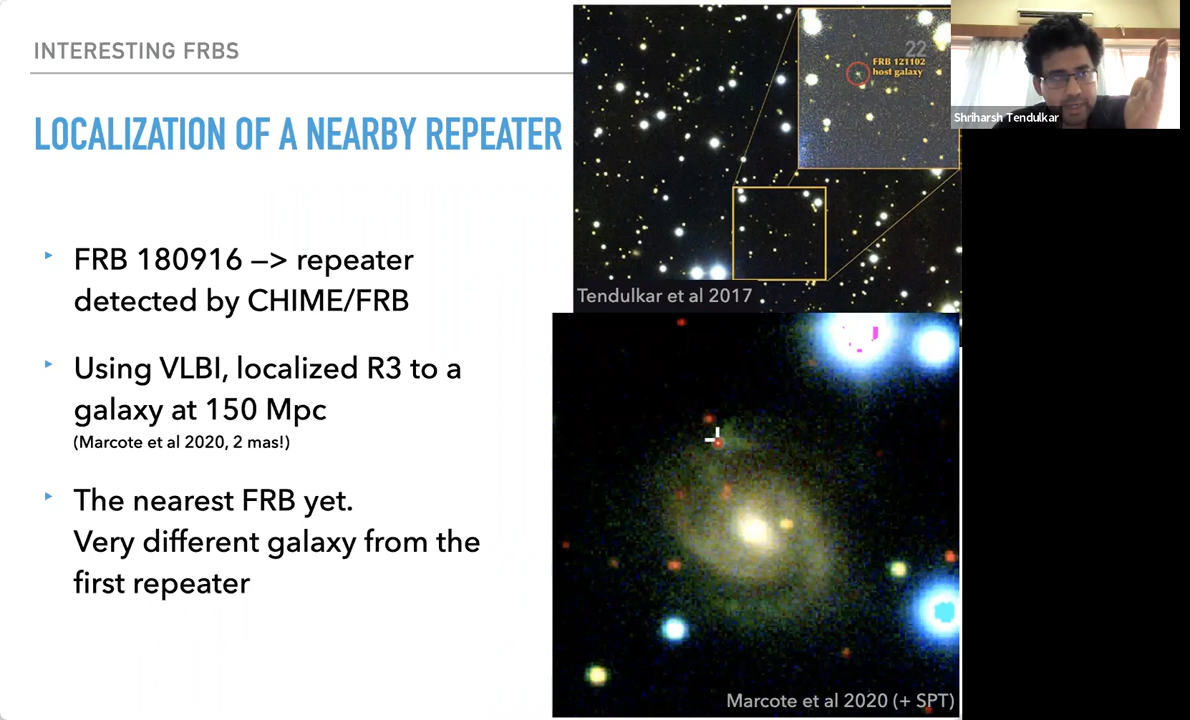 INTERESTING FRBS
LOCALIZATION OF A NEARBY REPEATER
FRB 180916 —> repeater
detected by CHIME/FRB
Using VLBI, localized R3 to a
galaxy at 150 Mpc
(Marcote et al 2020, 2 mas!)
The nearest FRB yet.
Very different galaxy from the
first repeater
22
FRB 121102
host galaxy
Tendulkar et al 2017
Marcote et al 2020 (+ SPT)
Shriharsh Tendulkar